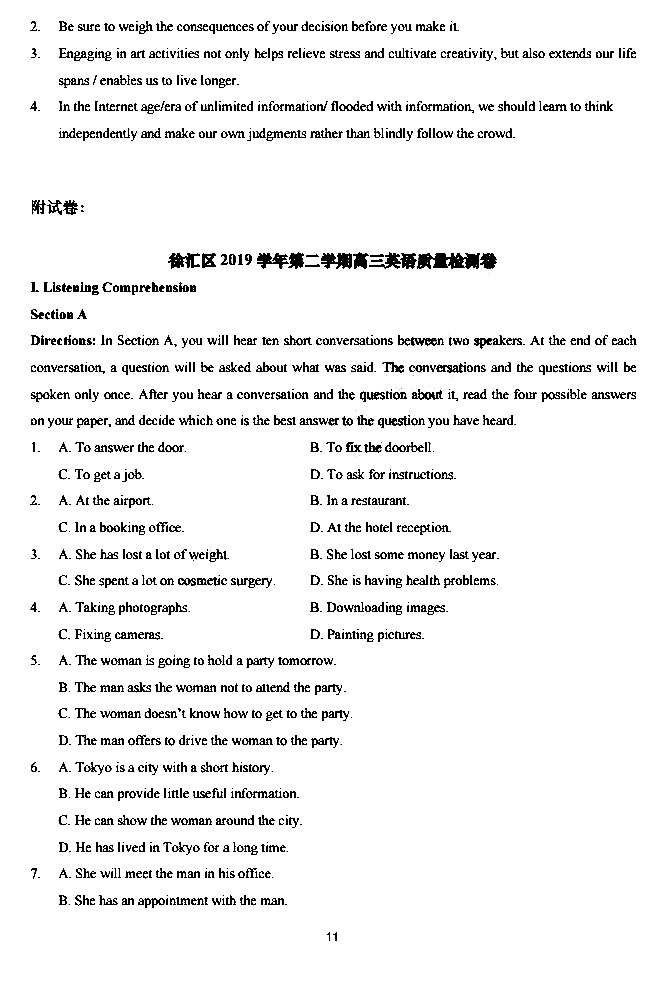 2. Be sure to weigh the consequences of your decision before you make it.
3. Engaging in art activities not only helps relieve stress and cultivate creativity, but also extends our life
spans / enables us to live longer.
4. In the Internet age/era of unlimited information/ flooded with information, we should learn to think
independently and make our own judgments rather than blindly follow the crowd.
附试卷：
徐汇区 2019 学年第二学期高三英语质量检测卷
I. Listening Comprehension
Section A
Directions: In Section A, you will hear ten short conversations between two speakers. At the end of each
conversation, a question will be asked about what was said. The conversations and the questions will be
spoken only once. After you hear a conversation and the question about it, read the four possible answers
on your paper, and decide which one is the best answer to the question you have heard.
1. A. To answer the door. B. To fix the doorbell.
C. To get a job. D. To ask for instructions.
2. A. At the airport. B. In a restaurant.
C. In a booking office. D. At the hotel reception.
3. A. She has lost a lot of weight. B. She lost some money last year.
C. She spent a lot on cosmetic surgery. D. She is having health problems.
4. A. Taking photographs. B. Downloading images.
C. Fixing cameras. D. Painting pictures.
5. A. The woman is going to hold a party tomorrow.
B. The man asks the woman not to attend the party.
C. The woman doesn't know how to get to the party.
D. The man offers to drive the woman to the party.
6. A. Tokyo is a city with a short history.
B. He can provide little useful information.
C. He can show the woman around the city.
D. He has lived in Tokyo for a long time.
7. A. She will meet the man in his office.
B. She has an appointment with the man.
11